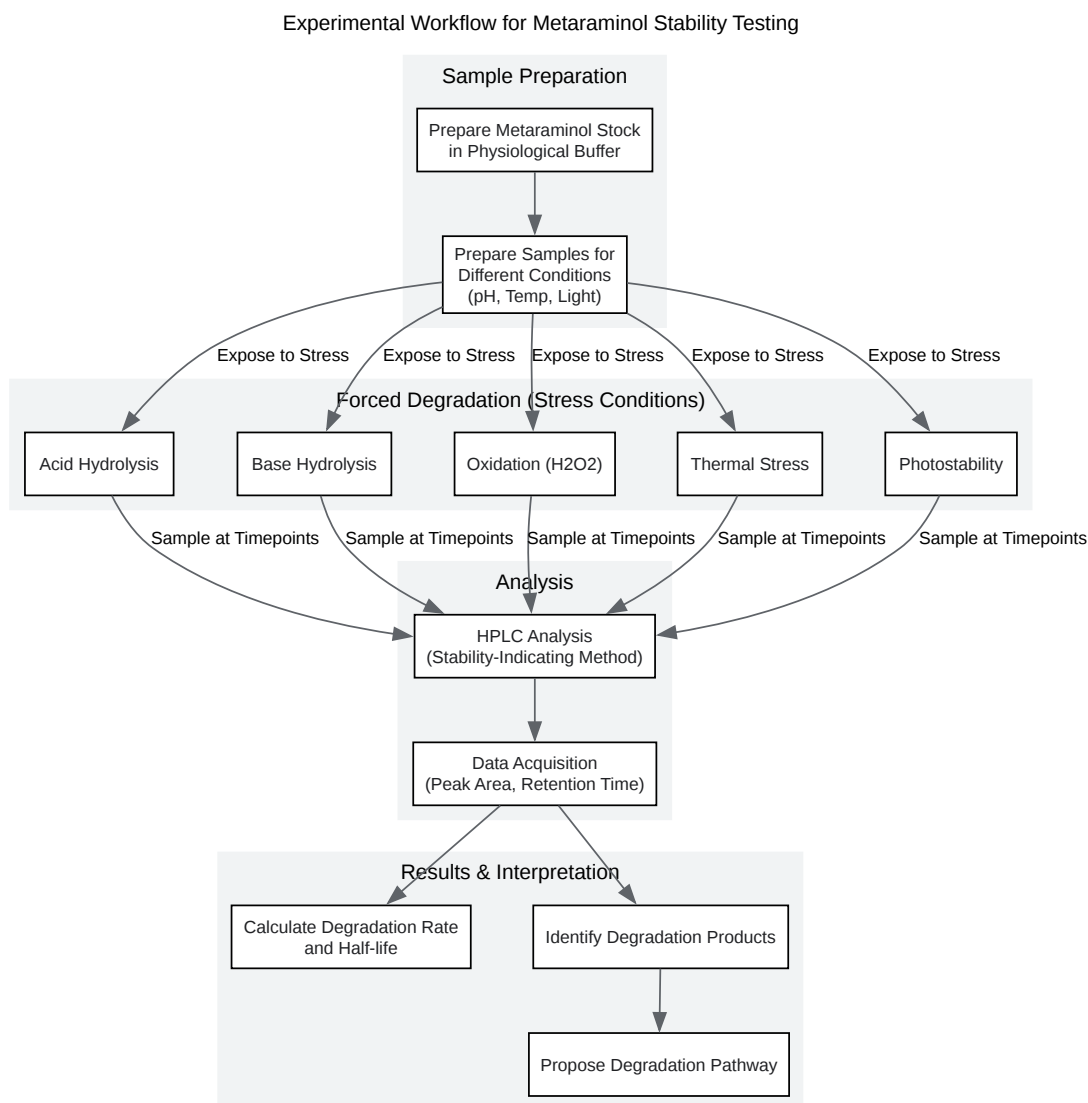 Experimental Workflow for Metaraminol Stability Testing
Sample Preparation
Prepare Metaraminol Stock
in Physiological Buffer
Prepare Samples for
Different Conditions
(pH, Temp, Light)
Expose to Stress
Expose to Stress
Expose to Stress
Expose to Stress
Expose to Stress
Forced Degradation (Stress Conditions)
Acid Hydrolysis
Base Hydrolysis
Oxidation (H2O2)
Thermal Stress
Photostability
Sample at Timepoints
Sample at Timepoints
Sample at Timepoints
Sample at Timepoints
Sample at Timepoints
Analysis
HPLC Analysis
(Stability-Indicating Method)
Data Acquisition
(Peak Area, Retention Time)
Results & Interpretation
Calculate Degradation Rate
and Half-life
Identify Degradation Products
Propose Degradation Pathway